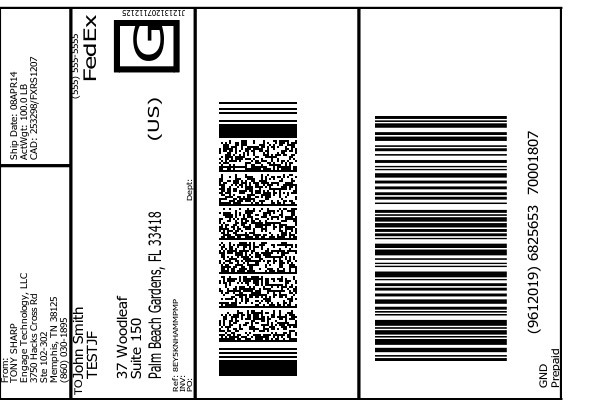 From:
TONY SHARP
Engage Technology, LLC
3750 Hacks Cross Rd
Ste 102-302
Memphis, TN 38125
(860) 030-1895
Ship Date: 08APR14
ActWgt: 100.0 LB
CAD: 253298/FXRS1207
TO John Smith
TESTJF
37 Woodleaf
Suite 150
Palm Beach Gardens, FL 33418
(US)
(555) 555-5555
FedEx
G
J12131207112125
Ref: 8EYSKNHAMHPMP
INV:
PO:
Dept:
(9612019) 6825653 70001807
GND
Prepaid